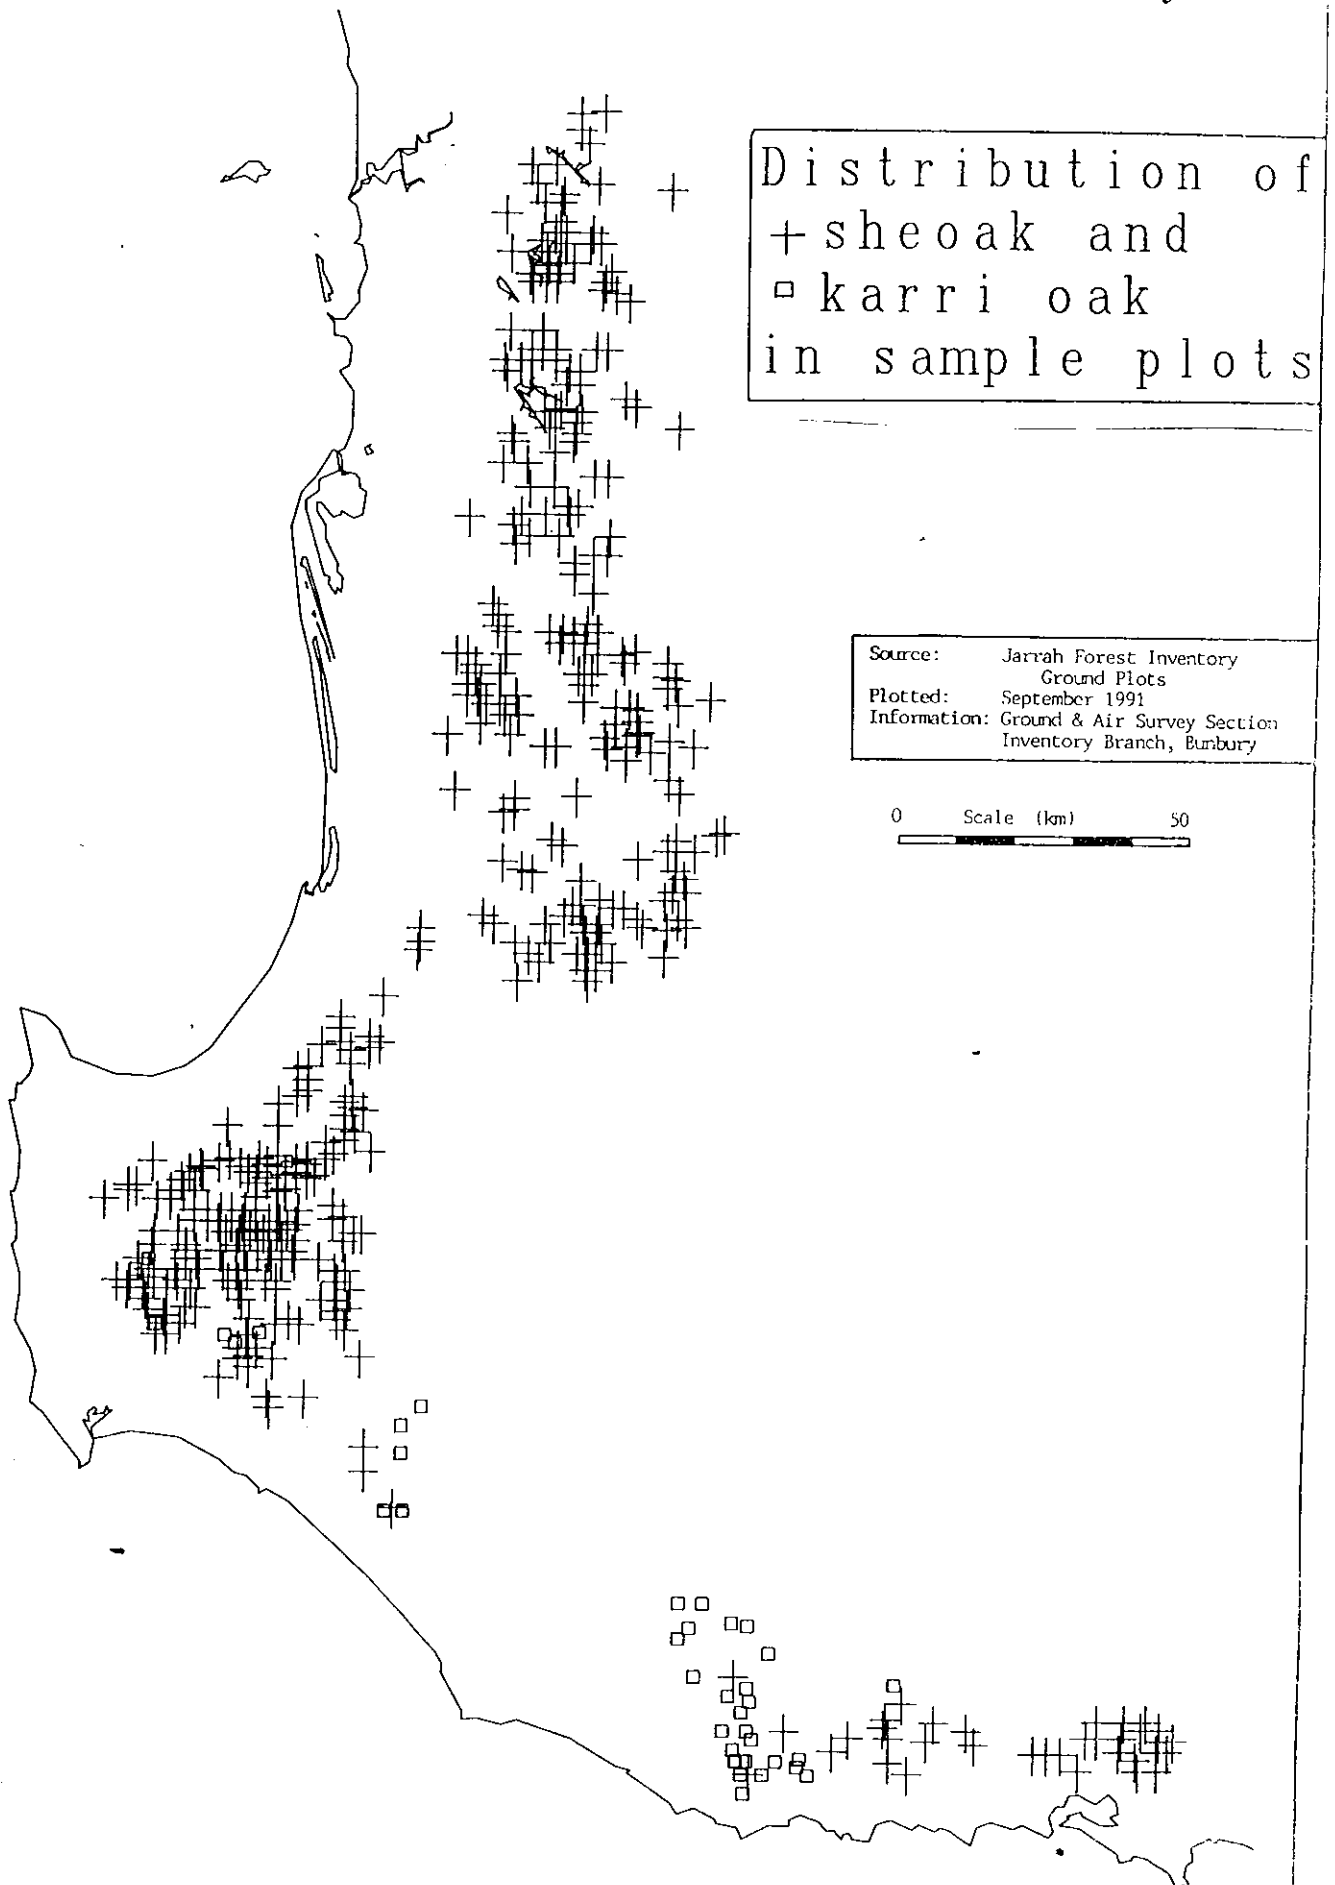 Distribution of
+ sheoak and
□ karri oak
in sample plots
Source: Jarrah Forest Inventory
Ground Plots
Plotted: September 1991
Information: Ground & Air Survey Section
Inventory Branch, Bunbury
0 Scale (km) 50